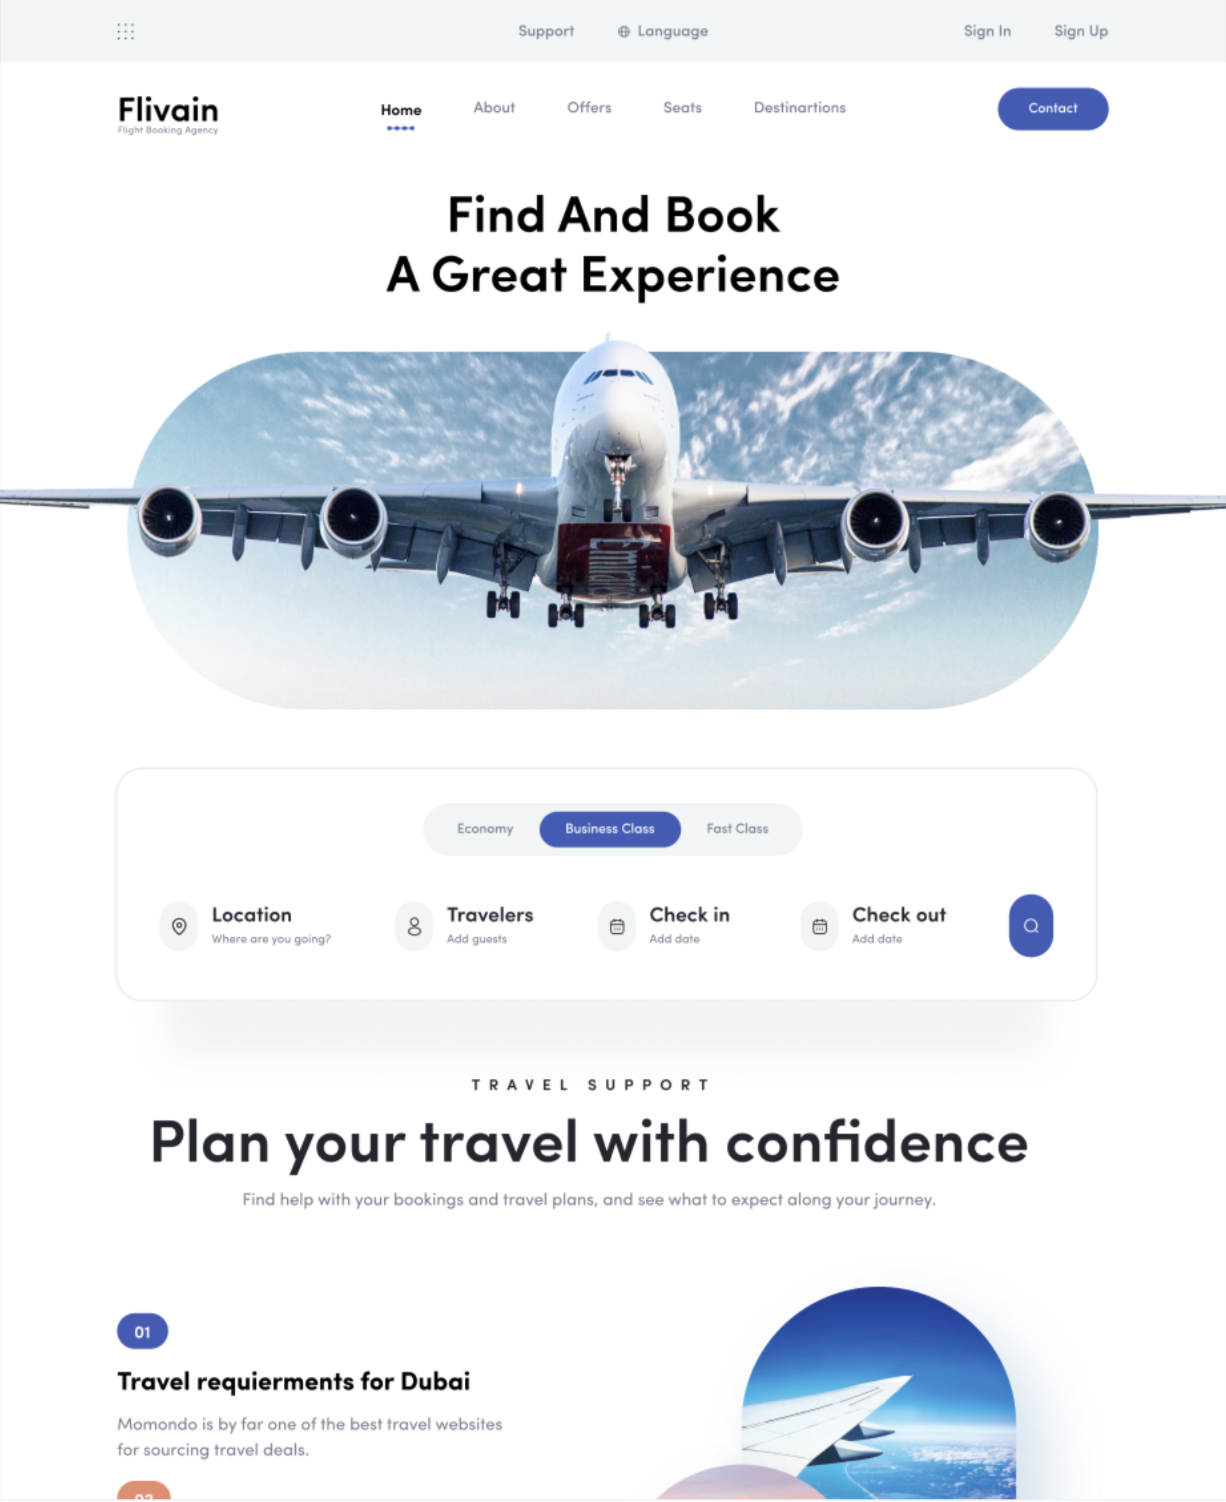 Support
Language
Sign In
Sign Up
Flivain
Flight Booking Agency
Home
About
Offers
Seats
Destinartions
Contact
Find And Book
A Great Experience
Emirates
Economy
Business Class
Fast Class
Location
Where are you going?
Travelers
Add guests
Check in
Add date
Check out
Add date
TRAVEL SUPPORT
Plan your travel with confidence
Find help with your bookings and travel plans, and see what to expect along your journey.
01
Travel requierments for Dubai
Momondo is by far one of the best travel websites
for sourcing travel deals.